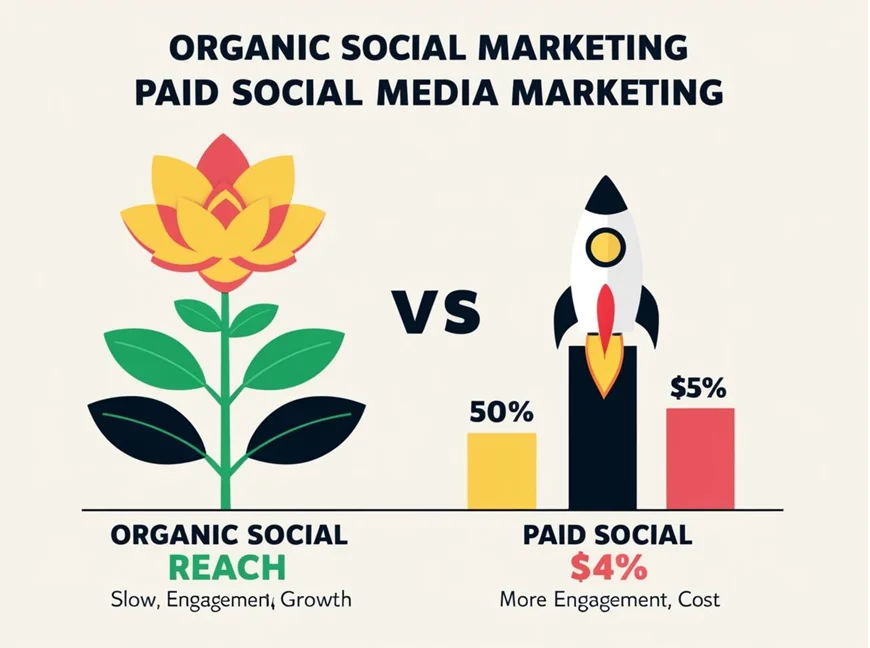 ORGANIC SOCIAL MARKETING
PAID SOCIAL MEDIA MARKETING
VS
50%
$5%
ORGANIC SOCIAL
REACH
Slow, Growth
PAID SOCIAL
$4%
More Engagement, Cost